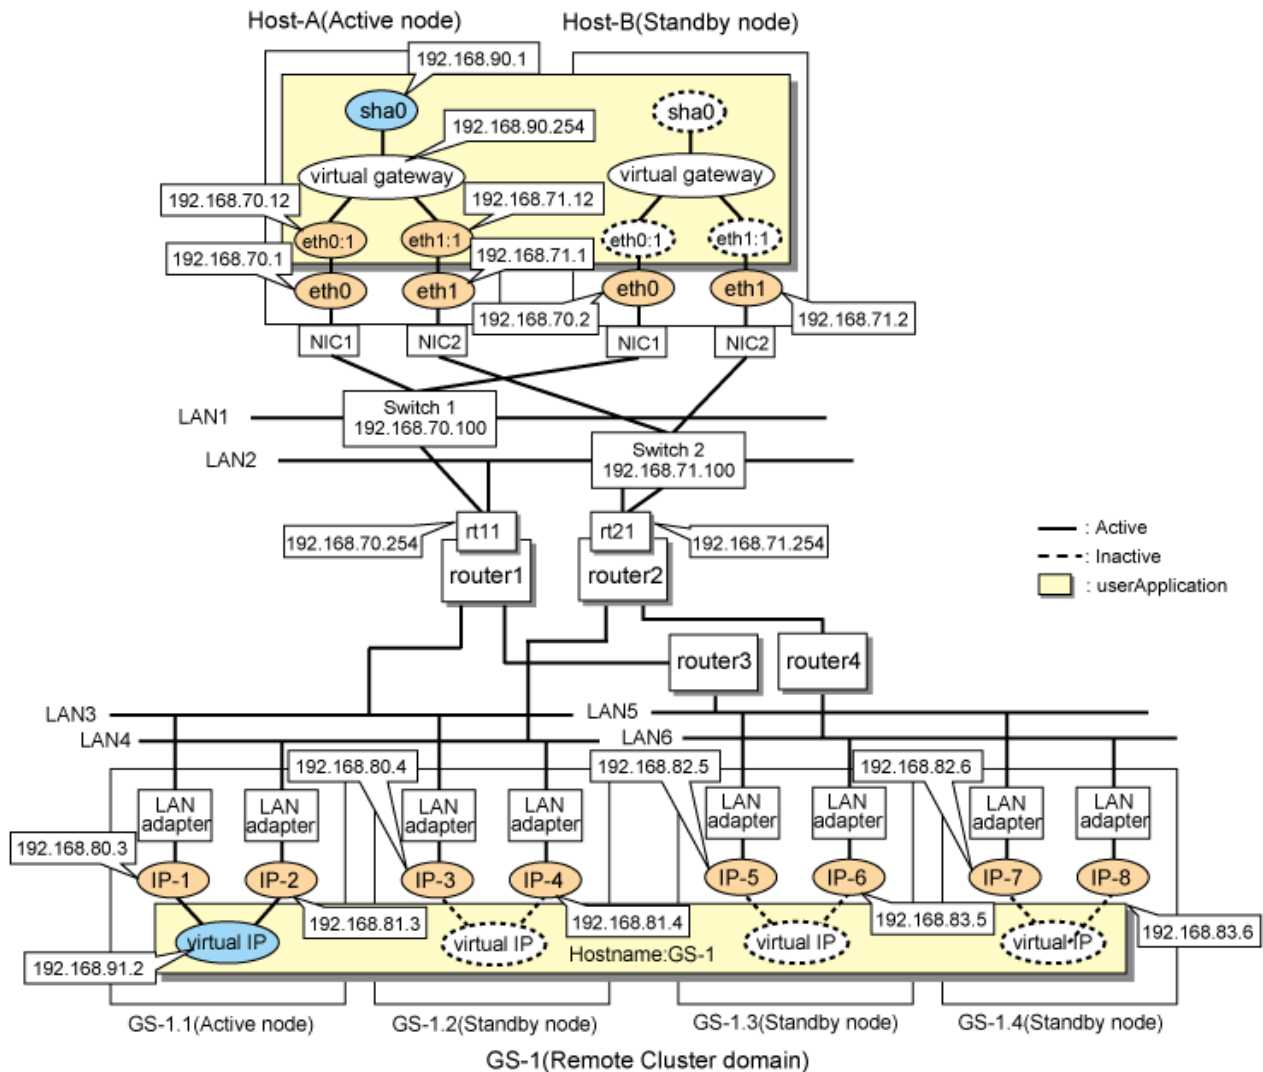 Host-A(Active node)
Host-B(Standby node)
192.168.90.1
sha0
sha0
192.168.90.254
virtual gateway
virtual gateway
192.168.70.12
192.168.71.12
eth0:1
eth1:1
eth0:1
eth1:1
192.168.70.1
192.168.71.1
eth0
eth1
eth0
eth1
192.168.70.2
192.168.71.2
NIC1
NIC2
NIC1
NIC2
LAN1
Switch 1
192.168.70.100
LAN2
Switch 2
192.168.71.100
192.168.70.254
rt11
rt21
192.168.71.254
router1
router2
: Active
: Inactive
: userApplication
router3
router4
LAN3
LAN5
LAN4
LAN6
192.168.80.4
192.168.82.5
192.168.82.6
LAN
adapter
LAN
adapter
LAN
adapter
LAN
adapter
LAN
adapter
LAN
adapter
LAN
adapter
LAN
adapter
192.168.80.3
IP-1
IP-2
IP-3
IP-4
IP-5
IP-6
IP-7
IP-8
192.168.81.3
192.168.81.4
192.168.83.5
192.168.83.6
virtual IP
virtual IP
virtual IP
virtual IP
Hostname:GS-1
192.168.91.2
GS-1.1(Active node)
GS-1.2(Standby node)
GS-1.3(Standby node)
GS-1.4(Standby node)
GS-1(Remote Cluster domain)